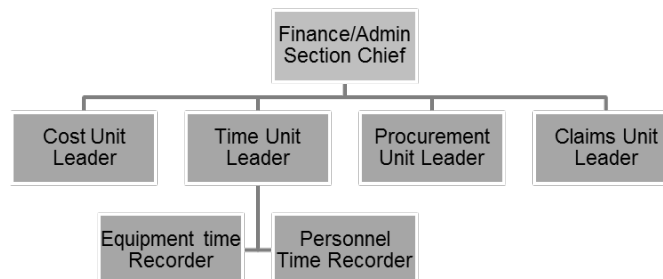 Finance/Admin
Section Chief
Cost Unit
Leader
Time Unit
Leader
Procurement
Unit Leader
Claims Unit
Leader
Equipment time
Recorder
Personnel
Time Recorder